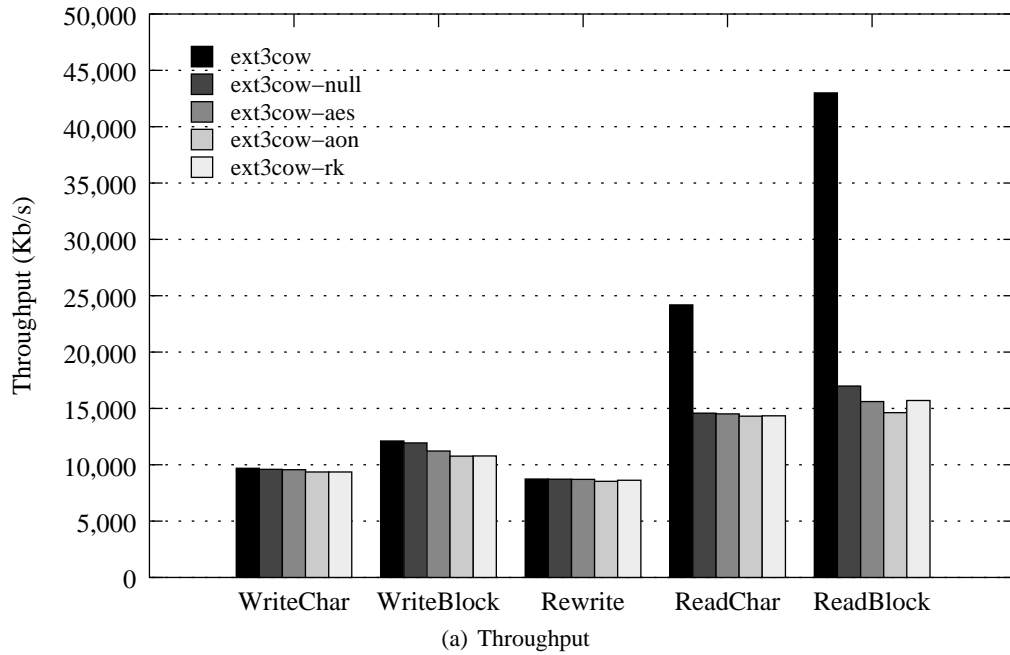 50,000
45,000
40,000
35,000
30,000
25,000
20,000
15,000
10,000
5,000
0
Throughput (Kb/s)
ext3cow
ext3cow−null
ext3cow−aes
ext3cow−aon
ext3cow−rk
WriteChar WriteBlock Rewrite ReadChar ReadBlock
(a) Throughput